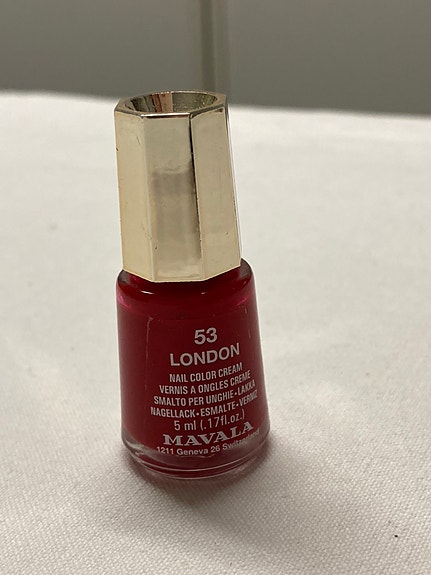 53
LONDON
NAIL COLOR CREAM
VERNIS A ONGLES CREME
SMALTO PER UNGHIE•LAKKA
NAGELLACK•ESMALTE•VERNIZ
5 ml (.17fl.oz.)
MAVALA
1211 Geneva 26 Switzerland